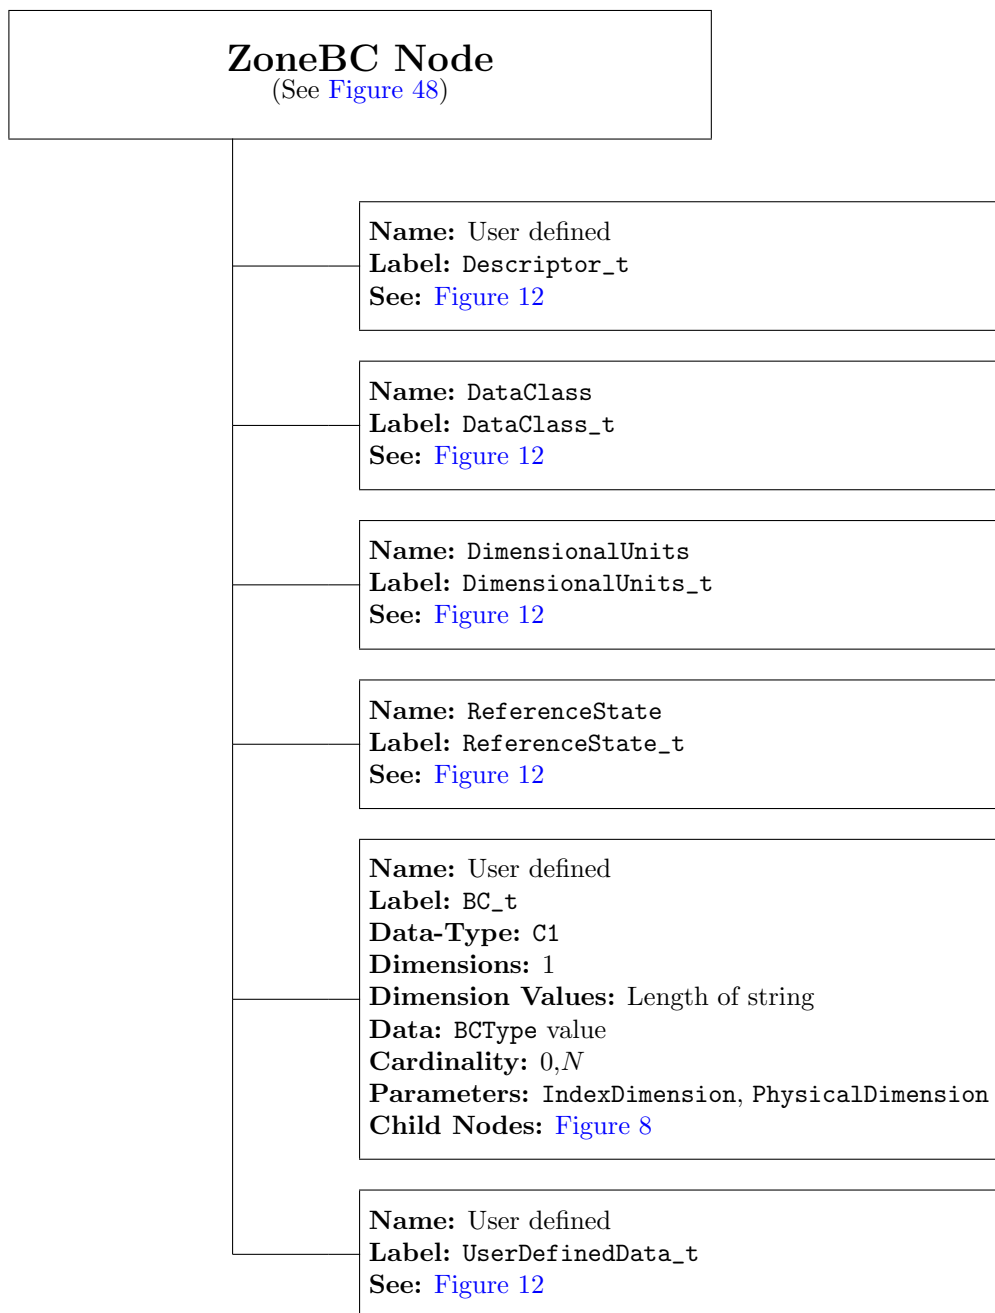 ZoneBC Node
(See Figure 48)
Name: User defined
Label: Descriptor_t
See: Figure 12
Name: DataClass
Label: DataClass_t
See: Figure 12
Name: DimensionalUnits
Label: DimensionalUnits_t
See: Figure 12
Name: ReferenceState
Label: ReferenceState_t
See: Figure 12
Name: User defined
Label: BC_t
Data-Type: C1
Dimensions: 1
Dimension Values: Length of string
Data: BCType value
Cardinality: 0,N
Parameters: IndexDimension, PhysicalDimension
Child Nodes: Figure 8
Name: User defined
Label: UserDefinedData_t
See: Figure 12